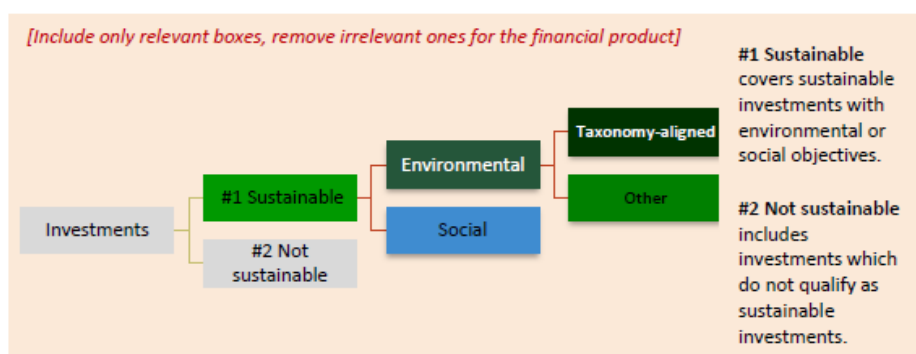 [Include only relevant boxes, remove irrelevant ones for the financial product]
Investments
#1 Sustainable
#2 Not
sustainable
Environmental
Social
Taxonomy-aligned
Other
#1 Sustainable
covers sustainable
investments with
environmental or
social objectives.
#2 Not sustainable
includes
investments which
do not qualify as
sustainable
investments.